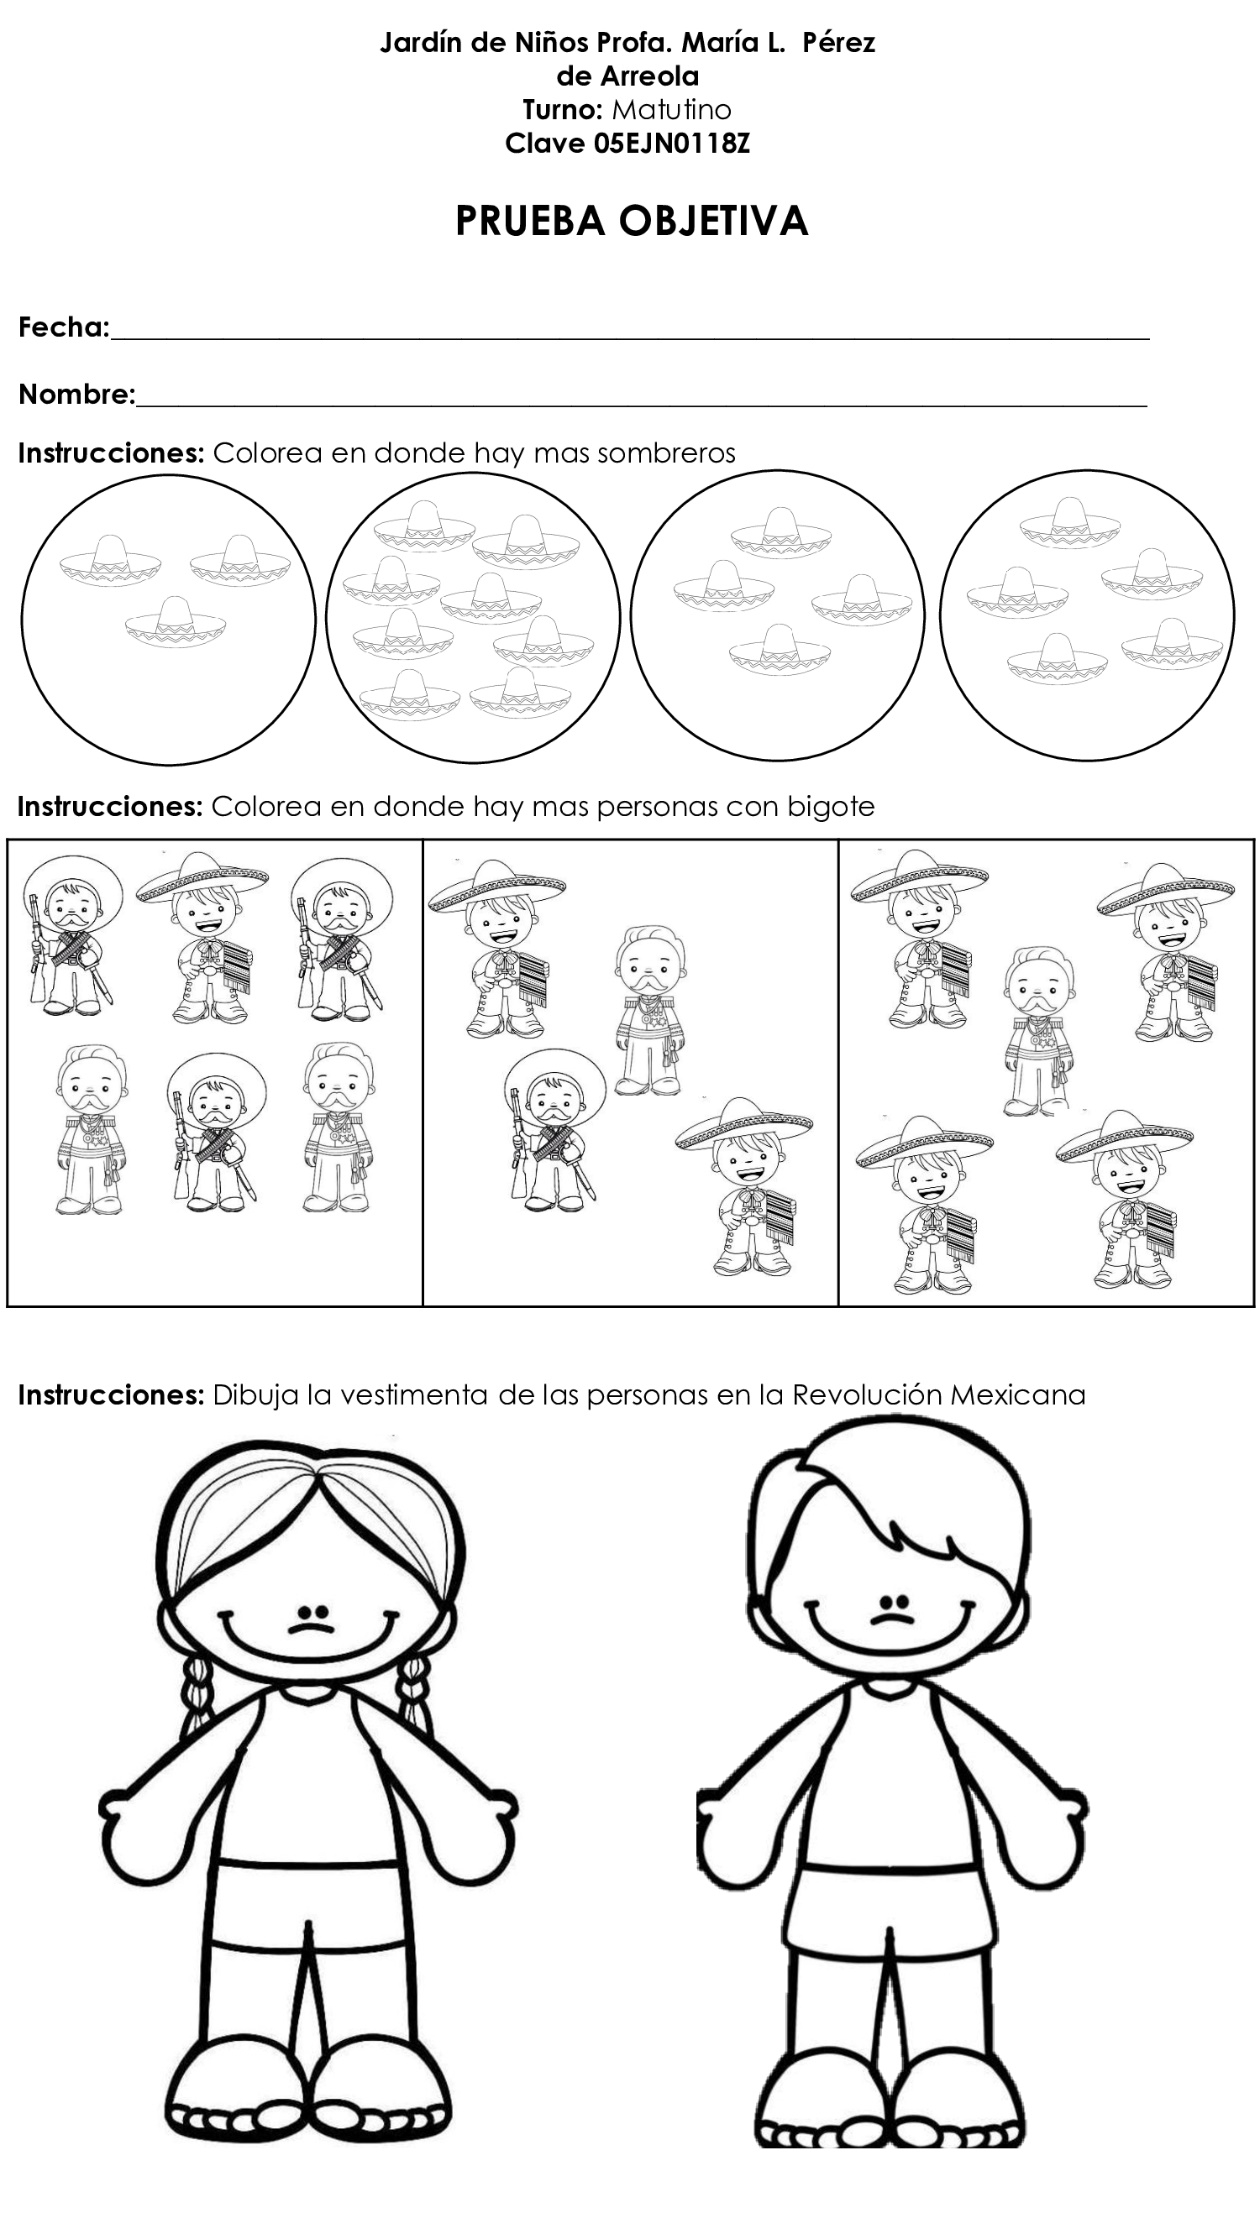 Jardín de Niños Profa. María L. Pérez
de Arreola
Turno: Matutino
Clave 05EJN0118Z
PRUEBA OBJETIVA
Fecha:______________________________________________________________________
Nombre:____________________________________________________________________
Instrucciones: Colorea en donde hay mas sombreros
Instrucciones: Colorea en donde hay mas personas con bigote
Instrucciones: Dibuja la vestimenta de las personas en la Revolución Mexicana